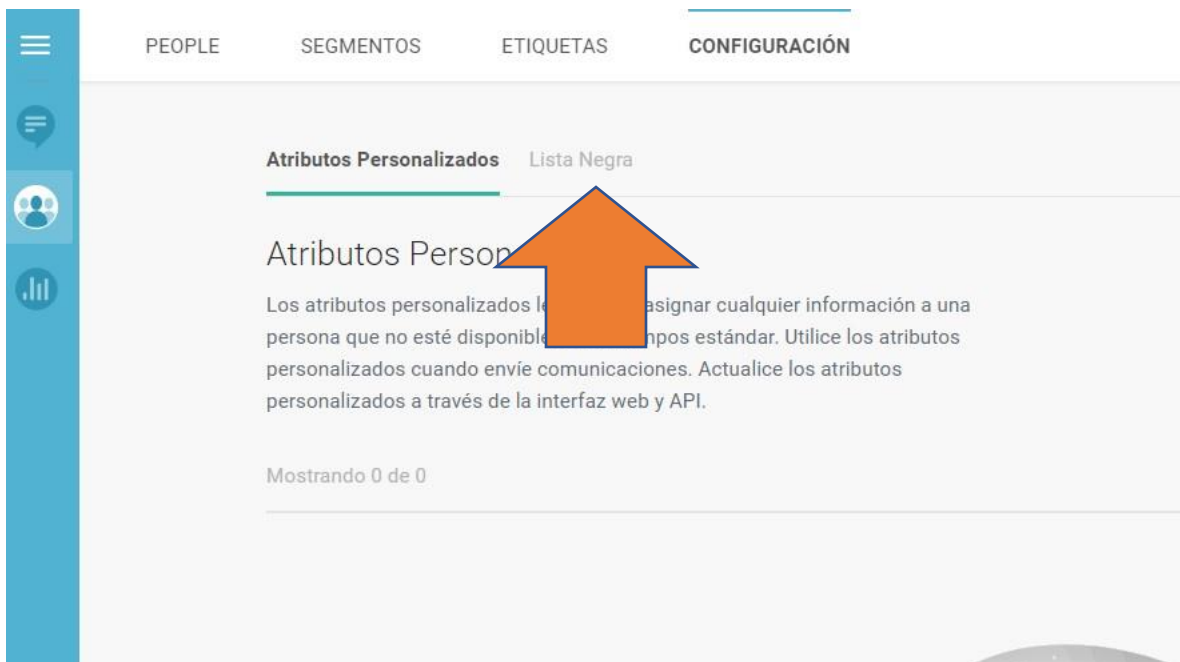 PEOPLE SEGMENTOS ETIQUETAS CONFIGURACIÓN
Atributos Personalizados Lista Negra
Atributos Person
Los atributos personalizados asignar cualquier información a una
persona que no esté disponible estándar. Utilice los atributos
personalizados cuando envíe comunicaciones. Actualice los atributos
personalizados a través de la interfaz web y API.
Mostrando 0 de 0